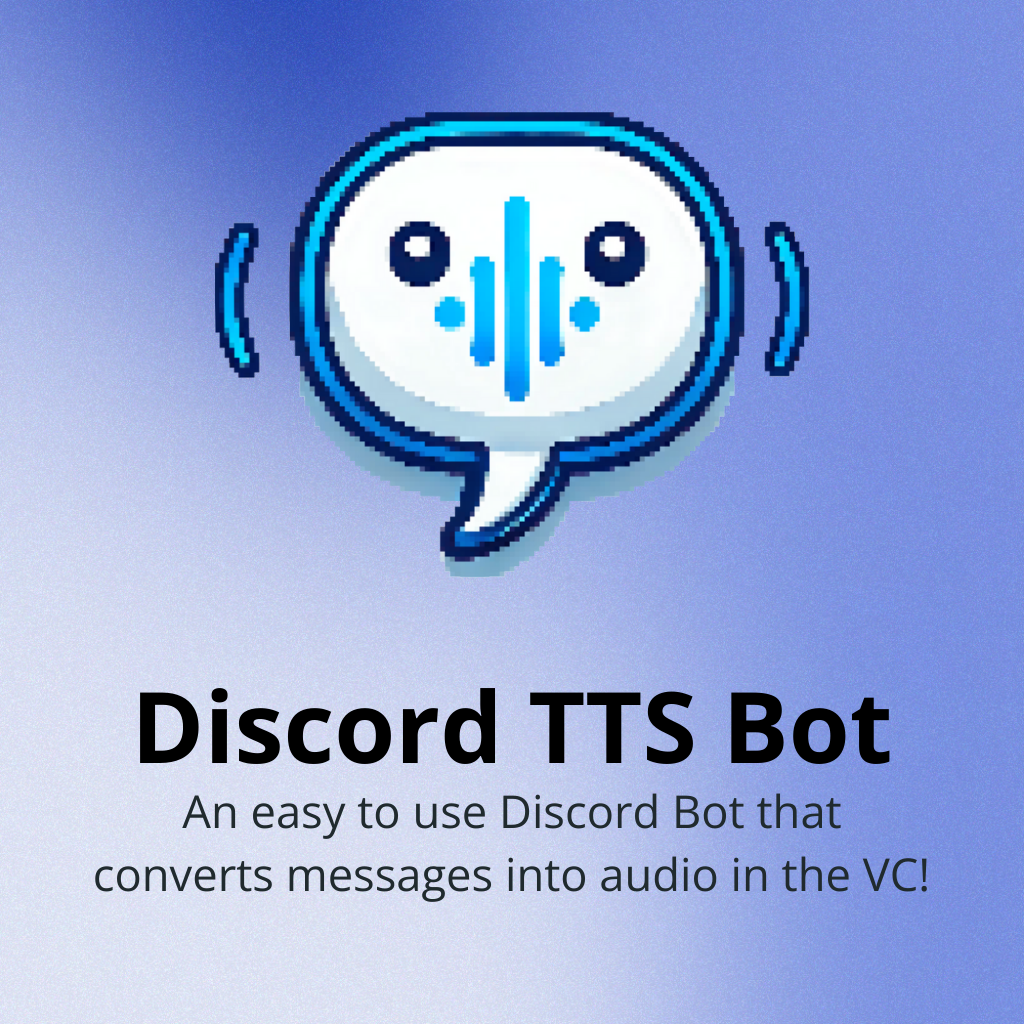 Discord TTS Bot
An easy to use Discord Bot that
converts messages into audio in the VC!